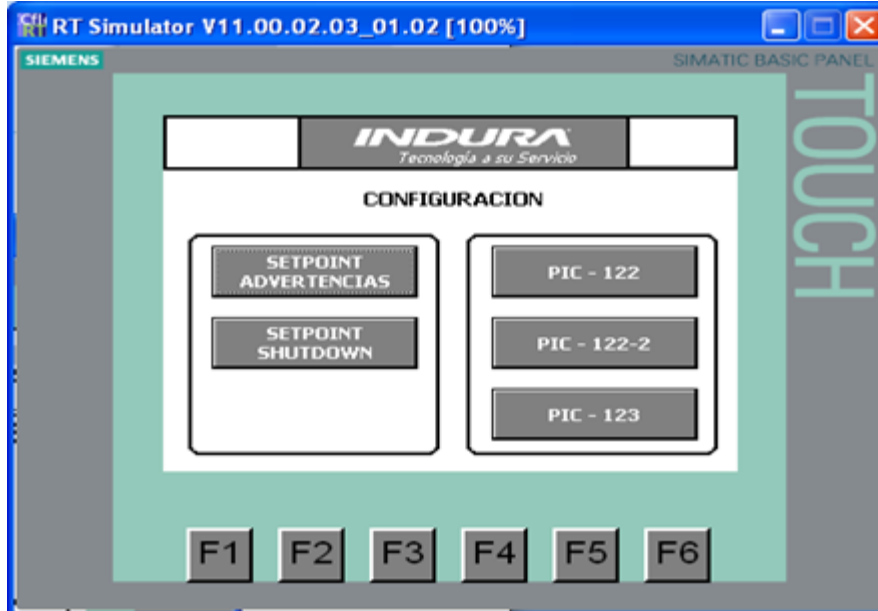 RT Simulator V11.00.02.03_01.02 [100%]
SIEMENS
SIMATIC BASIC PANEL
TOUCH
INDURA
Tecnología a su Servicio
CONFIGURACION
SETPOINT
ADVERTENCIAS
SETPOINT
SHUTDOWN
PIC - 122
PIC - 122-2
PIC - 123
F1 F2 F3 F4 F5 F6